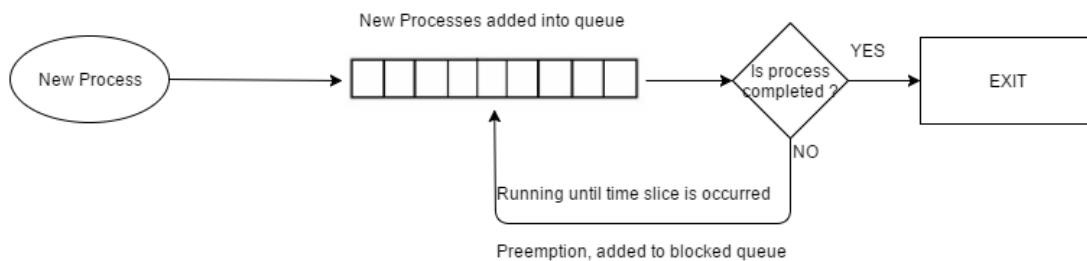 New Processes added into queue
New Process
Is process
completed ?
YES
EXIT
NO
Running until time slice is occurred
Preemption, added to blocked queue